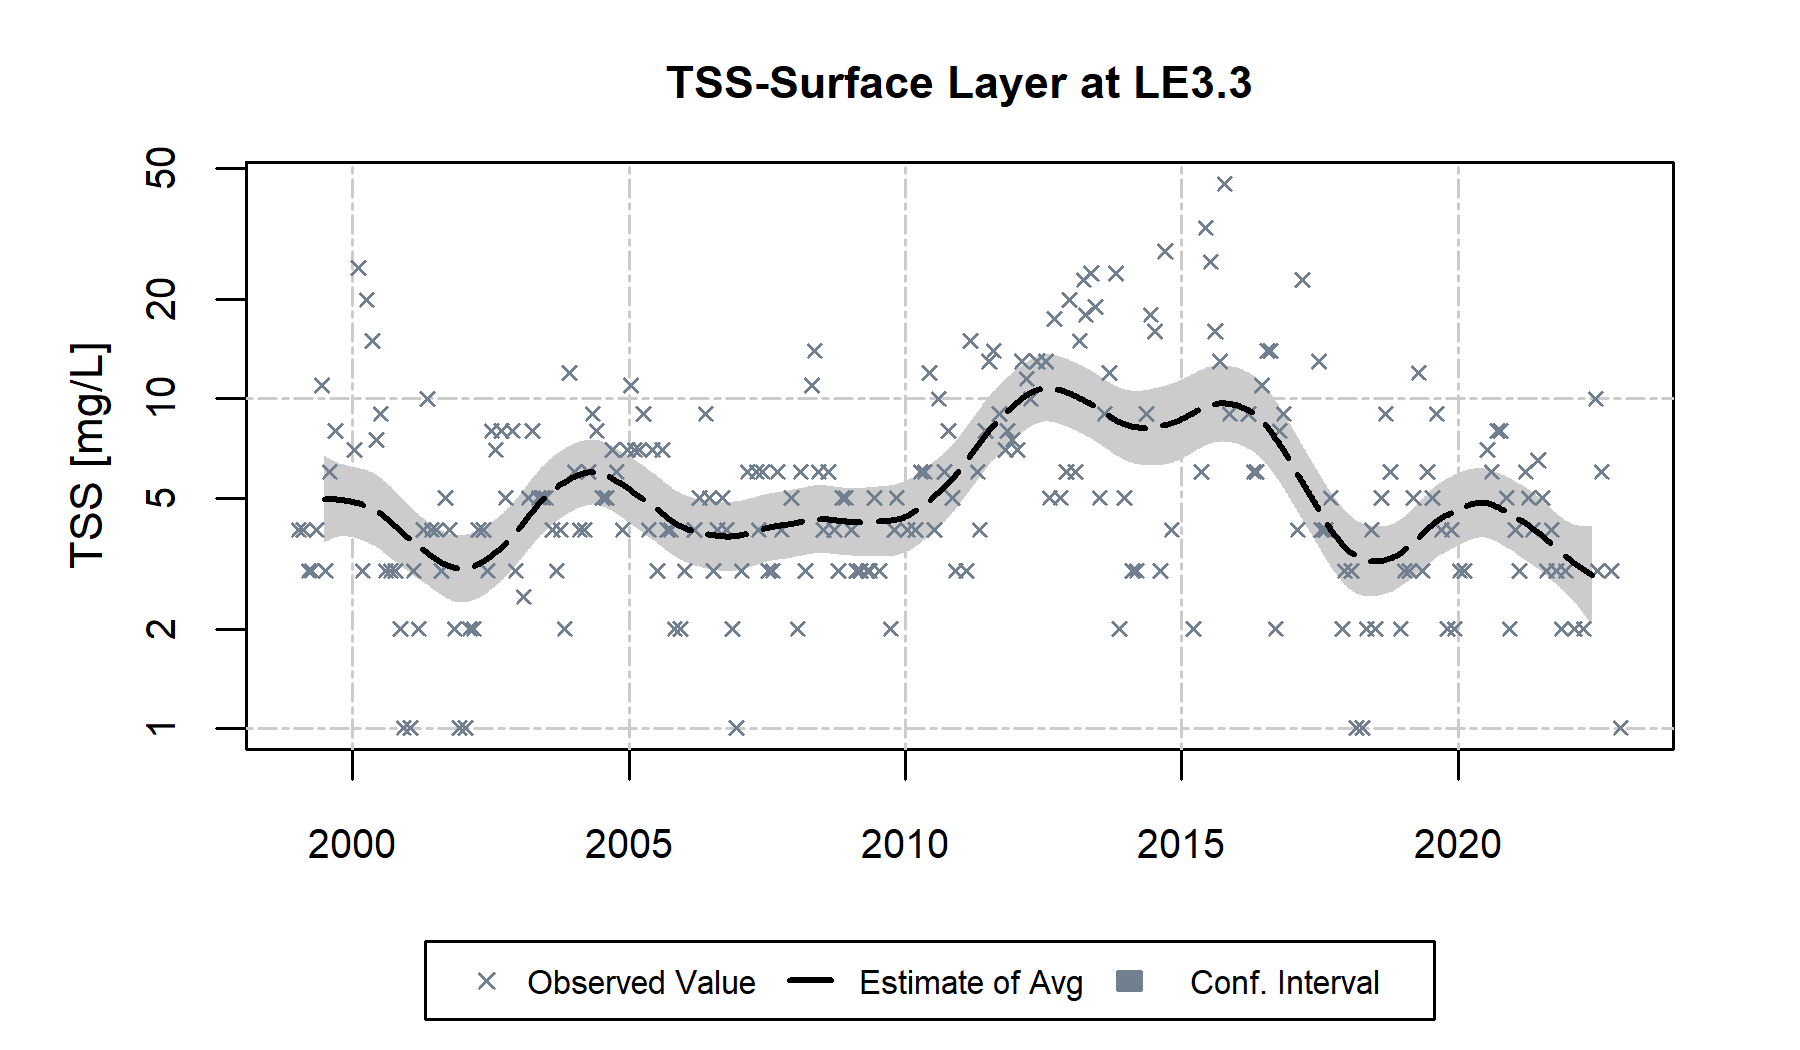 TSS-Surface Layer at LE3.3
TSS [mg/L]
50
20
10
5
2
1
2000 2005 2010 2015 2020
Observed Value Estimate of Avg Conf. Interval